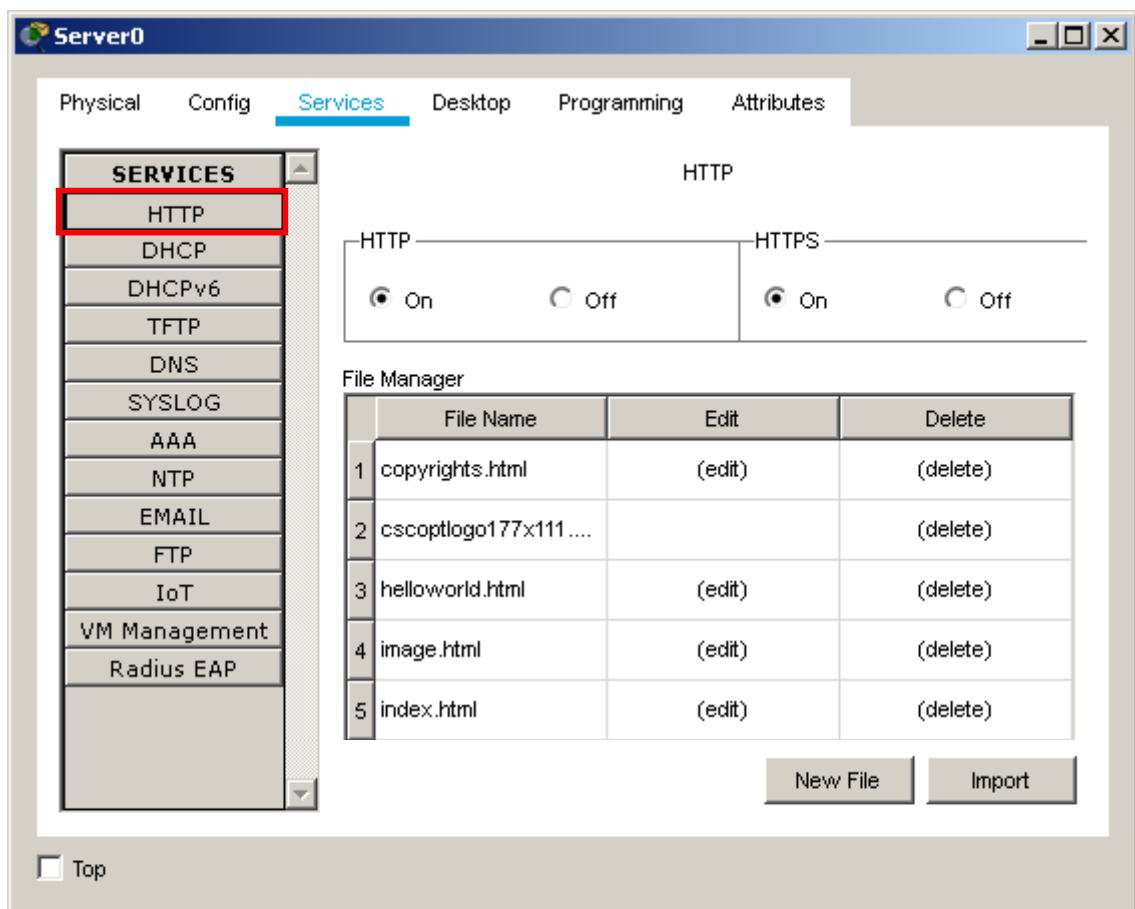 Server0
Physical Config Services Desktop Programming Attributes
SERVICES
HTTP
DHCP
DHCPv6
TFTP
DNS
SYSLOG
AAA
NTP
EMAIL
FTP
IoT
VM Management
Radius EAP
HTTP
HTTP HTTPS
On Off On Off
File Manager
File Name Edit Delete
1 copyrights.html (edit) (delete)
2 cscoptlogo177x111.... (delete)
3 helloworld.html (edit) (delete)
4 image.html (edit) (delete)
5 index.html (edit) (delete)
New File Import
Top